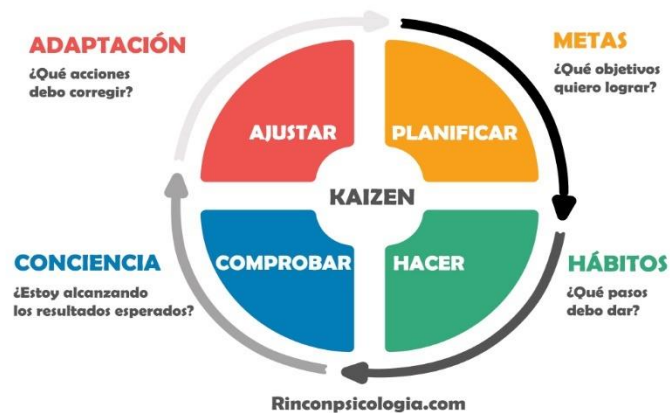 ADAPTACIÓN
¿Qué acciones
debo corregir?
METAS
¿Qué objetivos
quiero lograr?
AJUSTAR
PLANIFICAR
KAIZEN
COMPROBAR
HACER
CONCIENCIA
¿Estoy alcanzando
los resultados esperados?
HÁBITOS
¿Qué pasos
debo dar?
Rinconpsicologia.com